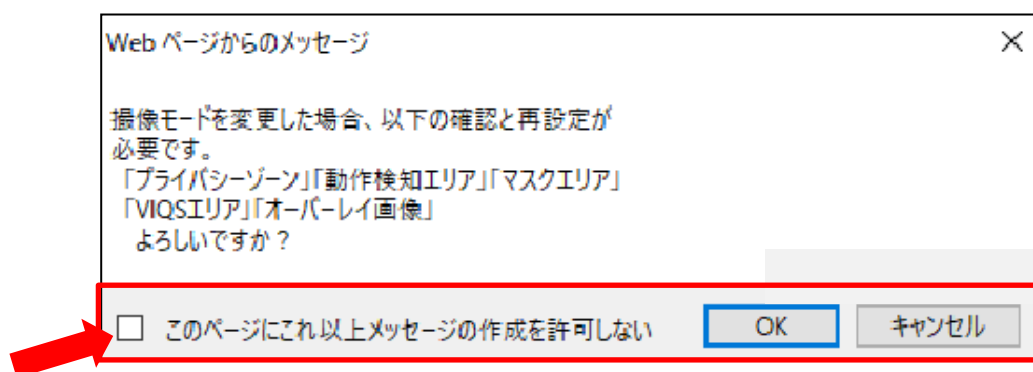 Web ページからのメッセージ
撮像モードを変更した場合、以下の確認と再設定が
必要です。
「プライバシーゾーン」「動作検知エリア」「マスクエリア」
「VIQSエリア」「オーバーレイ画像」
よろしいですか？
このページにこれ以上メッセージの作成を許可しない OK キャンセル